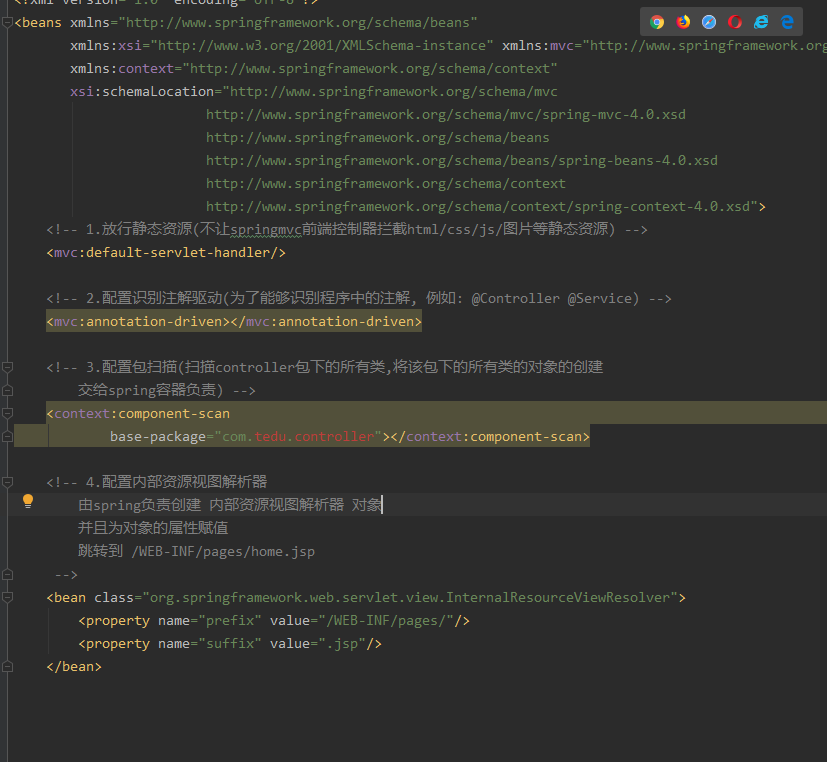 <beans xmlns="http://www.springframework.org/schema/beans"
xmlns:xsi="http://www.w3.org/2001/XMLSchema-instance" xmlns:mvc="http://www.springframework.org
xmlns:context="http://www.springframework.org/schema/context"
xsi:schemaLocation="http://www.springframework.org/schema/mvc
http://www.springframework.org/schema/mvc/spring-mvc-4.0.xsd
http://www.springframework.org/schema/beans
http://www.springframework.org/schema/beans/spring-beans-4.0.xsd
http://www.springframework.org/schema/context
http://www.springframework.org/schema/context/spring-context-4.0.xsd">
<!-- 1.放行静态资源(不让springmvc前端控制器拦截html/css/js/图片等静态资源) -->
<mvc:default-servlet-handler/>
<!-- 2.配置识别注解驱动(为了能够识别程序中的注解, 例如: @Controller @Service) -->
<mvc:annotation-driven></mvc:annotation-driven>
<!-- 3.配置包扫描(扫描controller包下的所有类,将该包下的所有类的对象的创建
交给spring容器负责) -->
<context:component-scan
base-package="com.tedu.controller"></context:component-scan>
<!-- 4.配置内部资源视图解析器
由spring负责创建 内部资源视图解析器 对象
并且为对象的属性赋值
跳转到 /WEB-INF/pages/home.jsp
-->
<bean class="org.springframework.web.servlet.view.InternalResourceViewResolver">
<property name="prefix" value="/WEB-INF/pages/"/>
<property name="suffix" value=".jsp"/>
</bean>